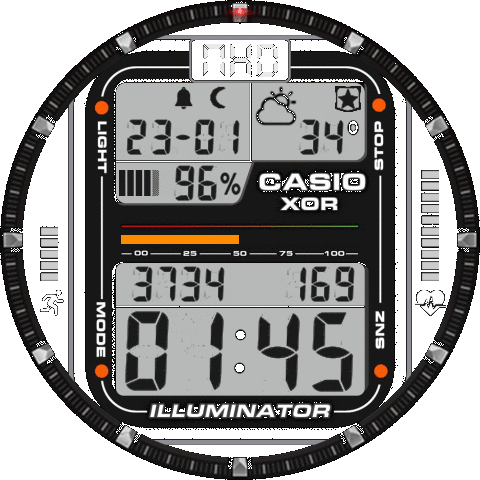 LIGHT
STOP
23-01
34°
96%
CASIO
XOR
00 25 50 75 100
3734 169
MODE
SNZ
01:45
ILLUMINATOR